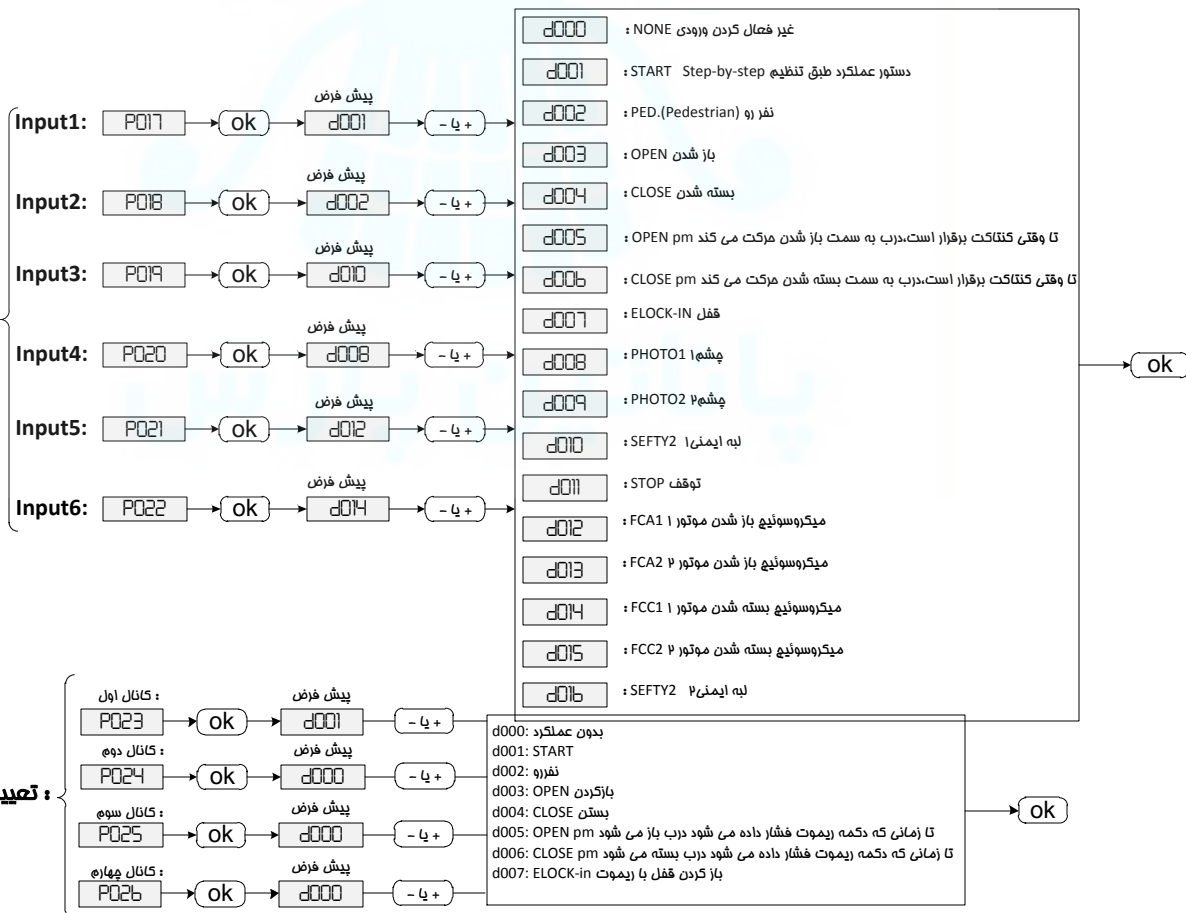 d000 غیر فعال کردن ورودی NONE :
d001 دستور عملکرد طبق تنظیم START Step-by-step :
d002 نفر رو PED.(Pedestrian) :
d003 باز شدن OPEN :
d004 بسته شدن CLOSE :
d005 تا وقتی کنتاکت برقرار است،درب به سمت باز شدن حرکت می کند OPEN pm :
d006 تا وقتی کنتاکت برقرار است،درب به سمت بسته شدن حرکت می کند CLOSE pm :
d007 قفل ELOCK-IN :
d008 چشم۱ PHOTO1 :
d009 چشم۲ PHOTO2 :
d010 لبه ایمنی۱ SEFTY2 :
d011 توقف STOP :
d012 میکروسوئیچ باز شدن موتور ۱ FCA1 :
d013 میکروسوئیچ باز شدن موتور ۲ FCA2 :
d014 میکروسوئیچ بسته شدن موتور ۱ FCC1 :
d015 میکروسوئیچ بسته شدن موتور ۲ FCC2 :
d016 لبه ایمنی۲ SEFTY2 :
پیش فرض
Input1: P017 ok d001 + یا -
پیش فرض
Input2: P018 ok d002 + یا -
پیش فرض
Input3: P019 ok d010 + یا -
پیش فرض
Input4: P020 ok d008 + یا -
پیش فرض
Input5: P021 ok d012 + یا -
پیش فرض
Input6: P022 ok d014 + یا -
ok
کانال اول : پیش فرض
P023 ok d001 + یا -
کانال دوم : پیش فرض
P024 ok d000 + یا -
کانال سوم : پیش فرض
P025 ok d000 + یا -
کانال چهارم : پیش فرض
P026 ok d000 + یا -
d000: بدون عملکرد
d001: START
d002: نفررو
d003: OPEN بازکردن
d004: CLOSE بستن
d005: OPEN pm تا زمانی که دکمه ریموت فشار داده می شود درب باز می شود
d006: CLOSE pm تا زمانی که دکمه ریموت فشار داده می شود درب بسته می شود
d007: ELOCK-in باز کردن قفل با ریموت
ok